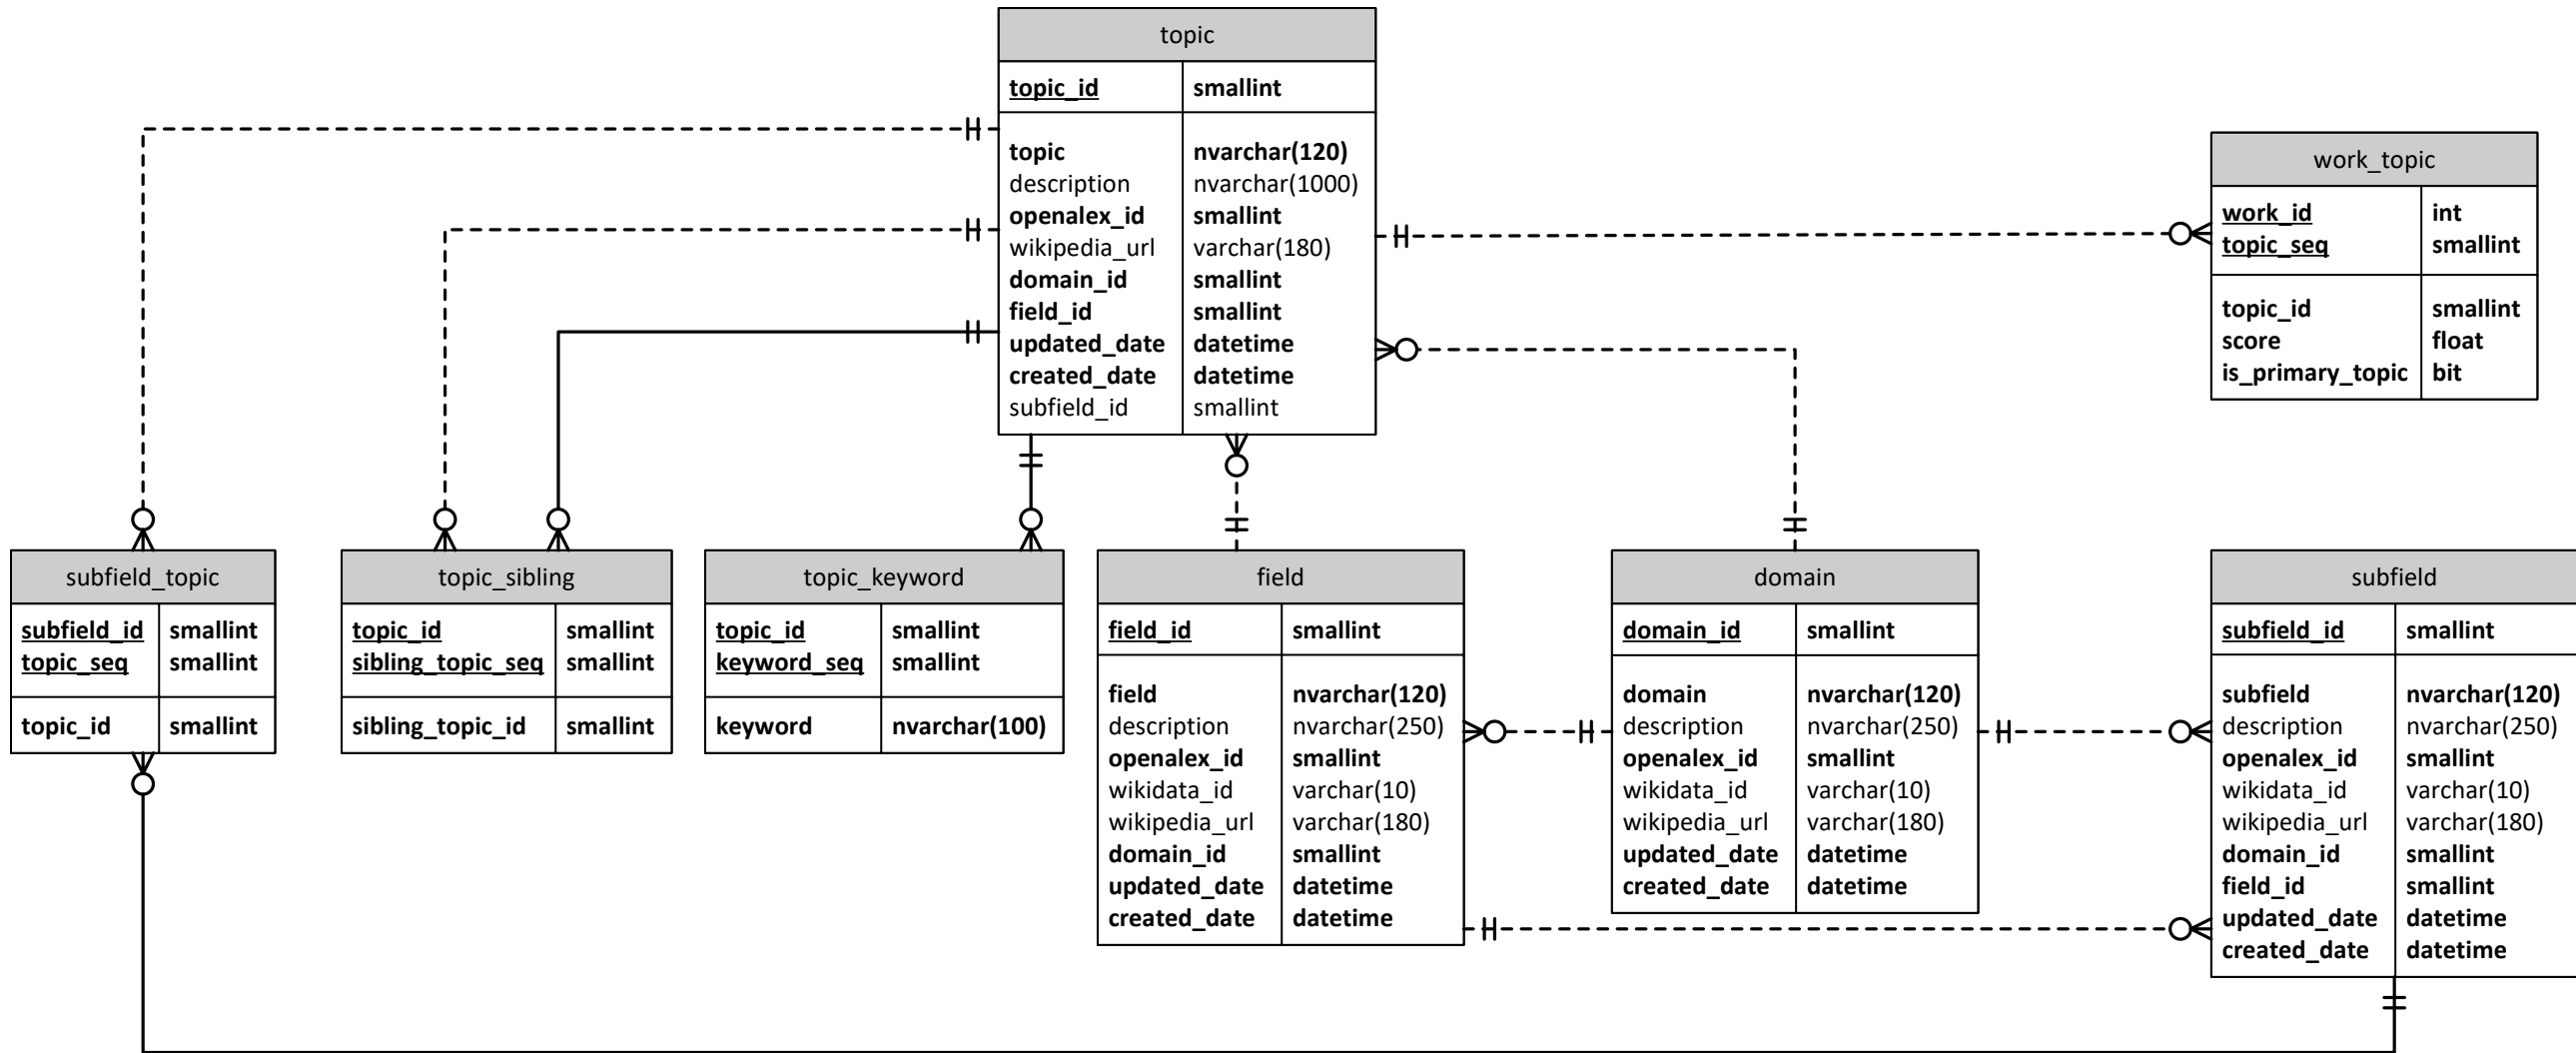 topic
topic_id smallint
topic nvarchar(120)
description nvarchar(1000)
openalex_id smallint
wikipedia_url varchar(180)
domain_id smallint
field_id smallint
updated_date datetime
created_date datetime
subfield_id smallint
work_topic
work_id int
topic_seq smallint
topic_id smallint
score float
is_primary_topic bit
subfield_topic
subfield_id smallint
topic_seq smallint
topic_id smallint
topic_sibling
topic_id smallint
sibling_topic_seq smallint
sibling_topic_id smallint
topic_keyword
topic_id smallint
keyword_seq smallint
keyword nvarchar(100)
field
field_id smallint
field nvarchar(120)
description nvarchar(250)
openalex_id smallint
wikidata_id varchar(10)
wikipedia_url varchar(180)
domain_id smallint
updated_date datetime
created_date datetime
domain
domain_id smallint
domain nvarchar(120)
description nvarchar(250)
openalex_id smallint
wikidata_id varchar(10)
wikipedia_url varchar(180)
updated_date datetime
created_date datetime
subfield
subfield_id smallint
subfield nvarchar(120)
description nvarchar(250)
openalex_id smallint
wikidata_id varchar(10)
wikipedia_url varchar(180)
domain_id smallint
field_id smallint
updated_date datetime
created_date datetime